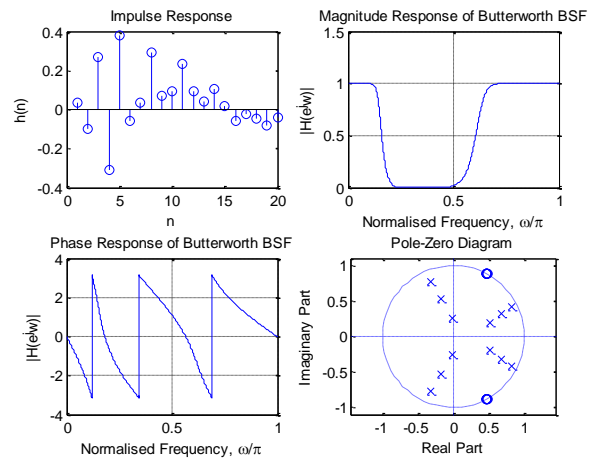 Impulse Response
0.4
0.2
0
-0.2
-0.4
h(n)
0 5 10 15 20
n
Magnitude Response of Butterworth BSF
1.5
1
0.5
0
|H(e^jw)|
0 0.5 1
Normalised Frequency, ω/π
Phase Response of Butterworth BSF
4
2
0
-2
-4
|H(e^jw)|
0 0.5 1
Normalised Frequency, ω/π
Pole-Zero Diagram
1
0.5
0
-0.5
-1
Imaginary Part
-1 -0.5 0 0.5 1
Real Part